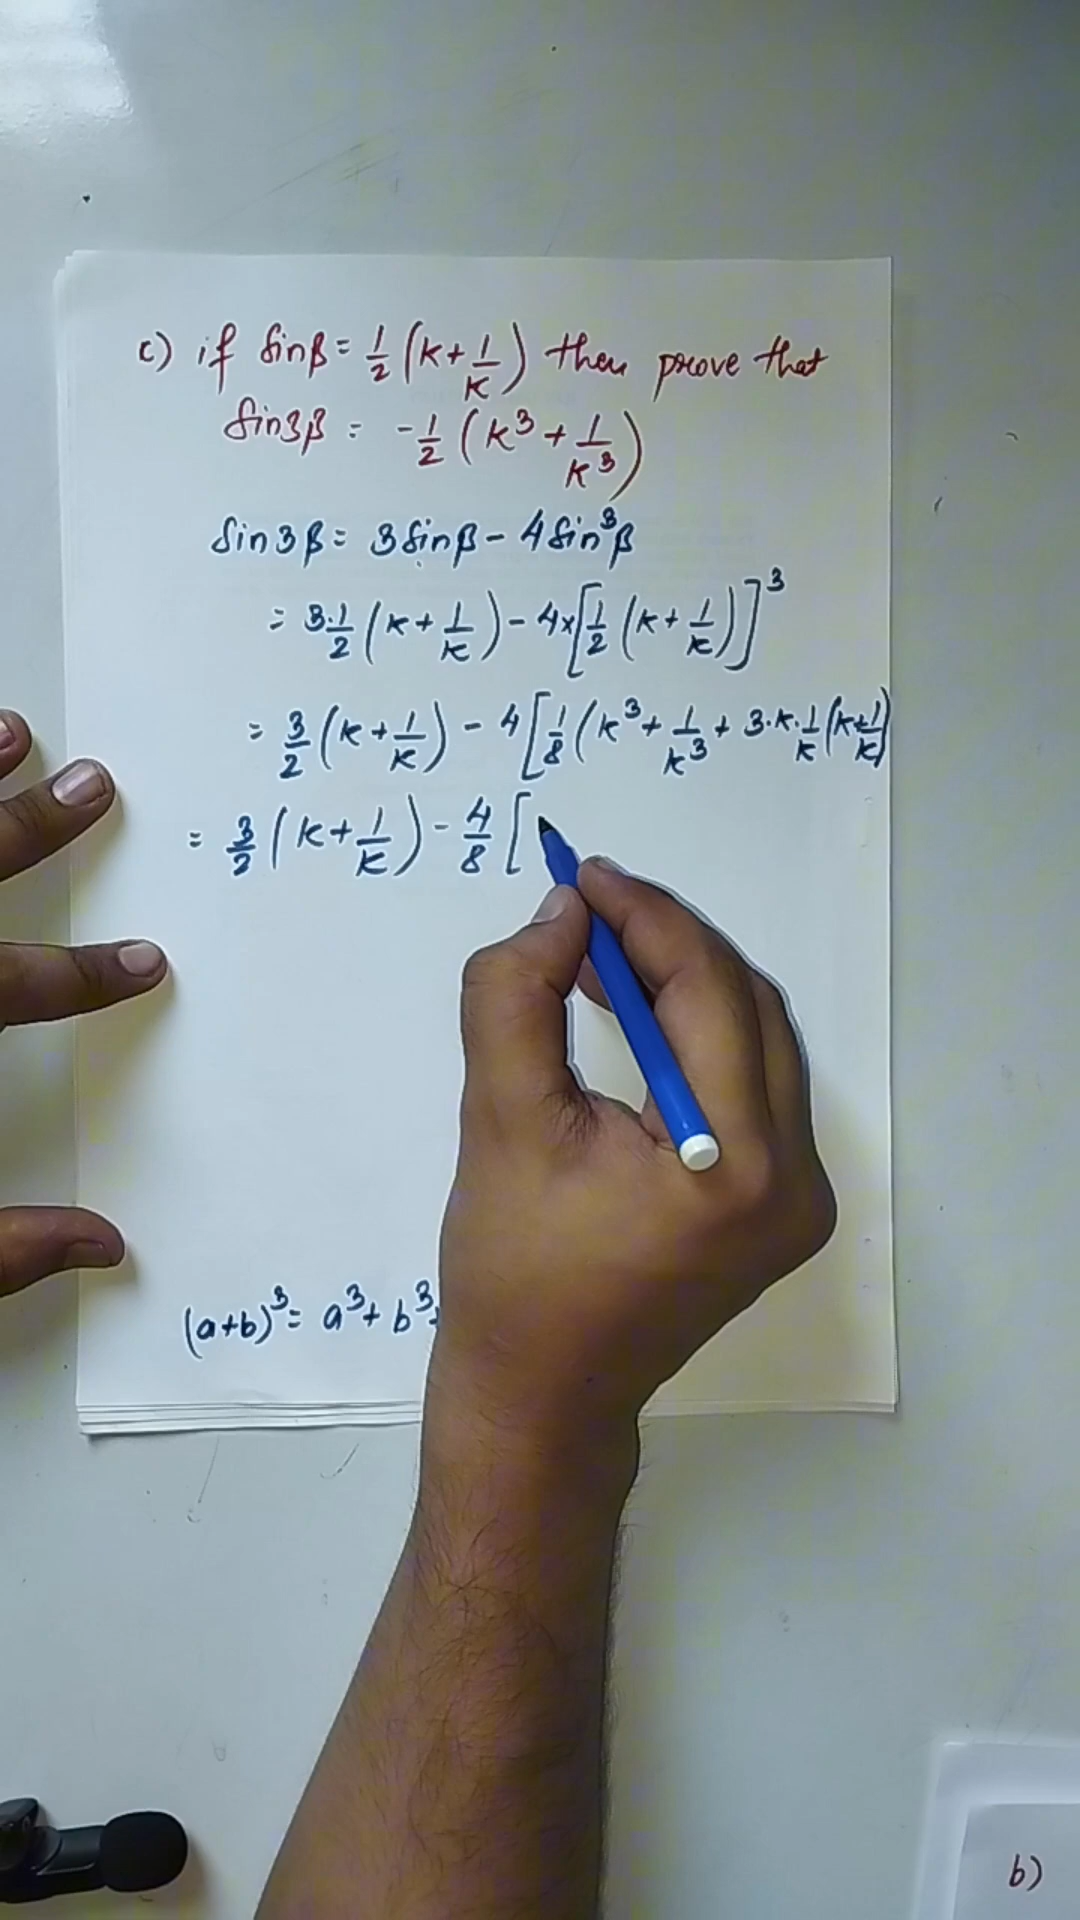 c) if sinβ = 1/2 (k + 1/k) then prove that
sin3β = -1/2 (k³ + 1/k³)
sin3β = 3sinβ - 4sin³β
= 3·1/2 (k + 1/k) - 4×[1/2 (k + 1/k)]³
= 3/2 (k + 1/k) - 4[1/8 (k³ + 1/k³ + 3·k·1/k (k+1/k)
= 3/2 (k + 1/k) - 4/8 [
(a+b)³ = a³ + b³
b)